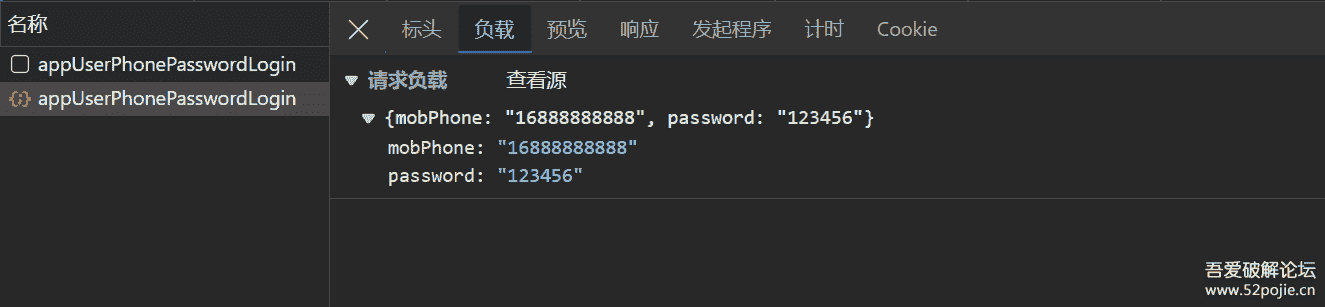 名称
appUserPhonePasswordLogin
appUserPhonePasswordLogin
标头 负载 预览 响应 发起程序 计时 Cookie
请求负载 查看源
{mobPhone: "16888888888", password: "123456"}
mobPhone: "16888888888"
password: "123456"
吾爱破解论坛
www.52pojie.cn